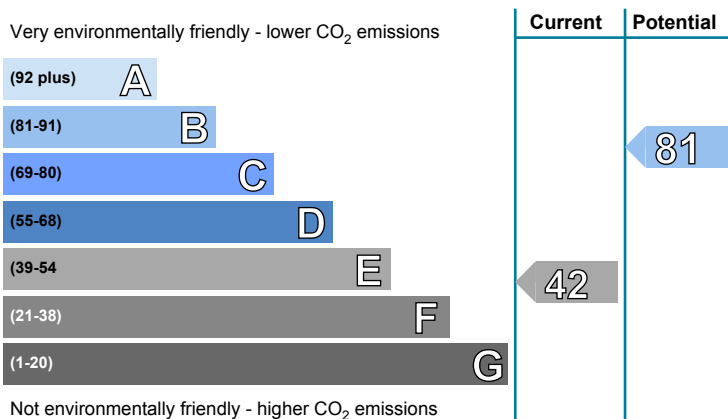 Current Potential
Very environmentally friendly - lower CO2 emissions
(92 plus) A
(81-91) B
81
(69-80) C
(55-68) D
(39-54 E
42
(21-38) F
(1-20) G
Not environmentally friendly - higher CO2 emissions